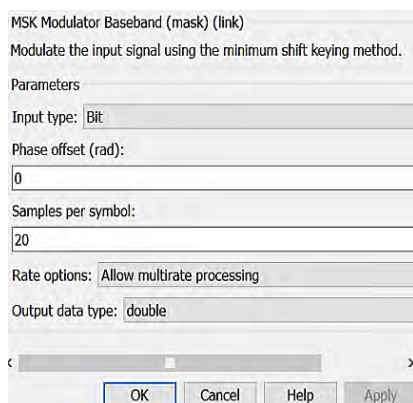 MSK Modulator Baseband (mask) (link)
Modulate the input signal using the minimum shift keying method.
Parameters
Input type: Bit
Phase offset (rad):
0
Samples per symbol:
20
Rate options: Allow multirate processing
Output data type: double
OK Cancel Help Apply